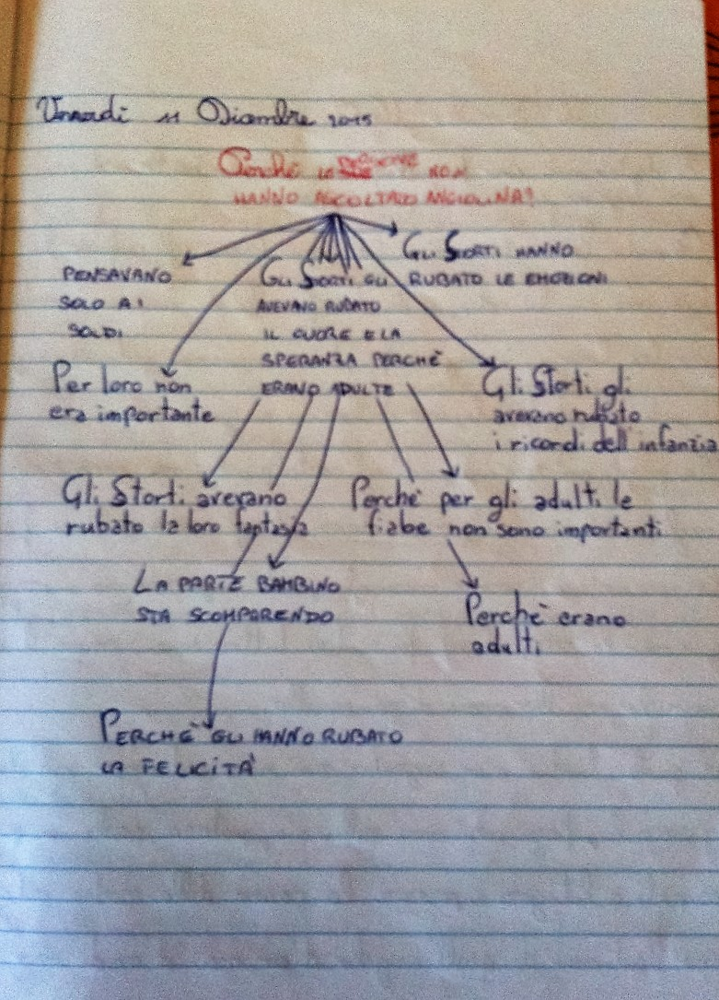 Venerdì 11 Dicembre 2015
Perché le PERSONE NON
HANNO ASCOLTATO ANGIOLINA?
GLI STORTI HANNO
RUBATO LE EMOZIONI
PENSAVANO
SOLO AI
SOLDI
GLI STORTI GLI
AVEVANO RUBATO
IL CUORE E LA
SPERANZA PERCHÈ
ERANO ADULTE
Per loro non
era importante
Gli Storti gli
avevano rubato
i ricordi dell'infanzia
Gli Storti avevano
rubato la loro fantasia
Perchè per gli adulti le
fiabe non sono importanti
LA PARTE BAMBINO
STA SCOMPARENDO
Perchè erano
adulti
PERCHÈ GLI HANNO RUBATO
LA FELICITÀ